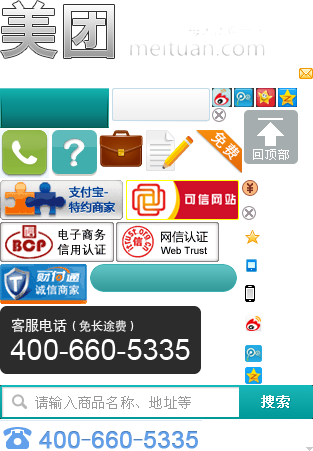 美团
meituan.com
免费
回顶部
支付宝-
特约商家
可信网站
BCP
电子商务
信用认证
信
网信认证
Web Trust
财付通
诚信商家
客服电话（免长途费）
400-660-5335
请输入商品名称、地址等
搜索
400-660-5335